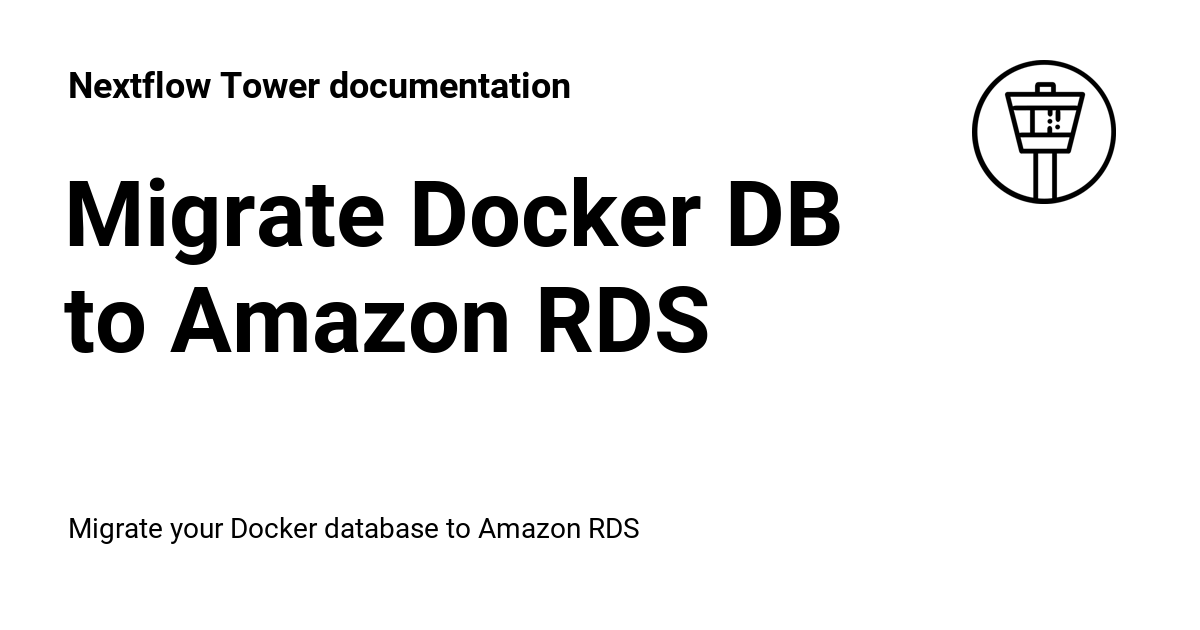 Nextflow Tower documentation
Migrate Docker DB
to Amazon RDS
Migrate your Docker database to Amazon RDS